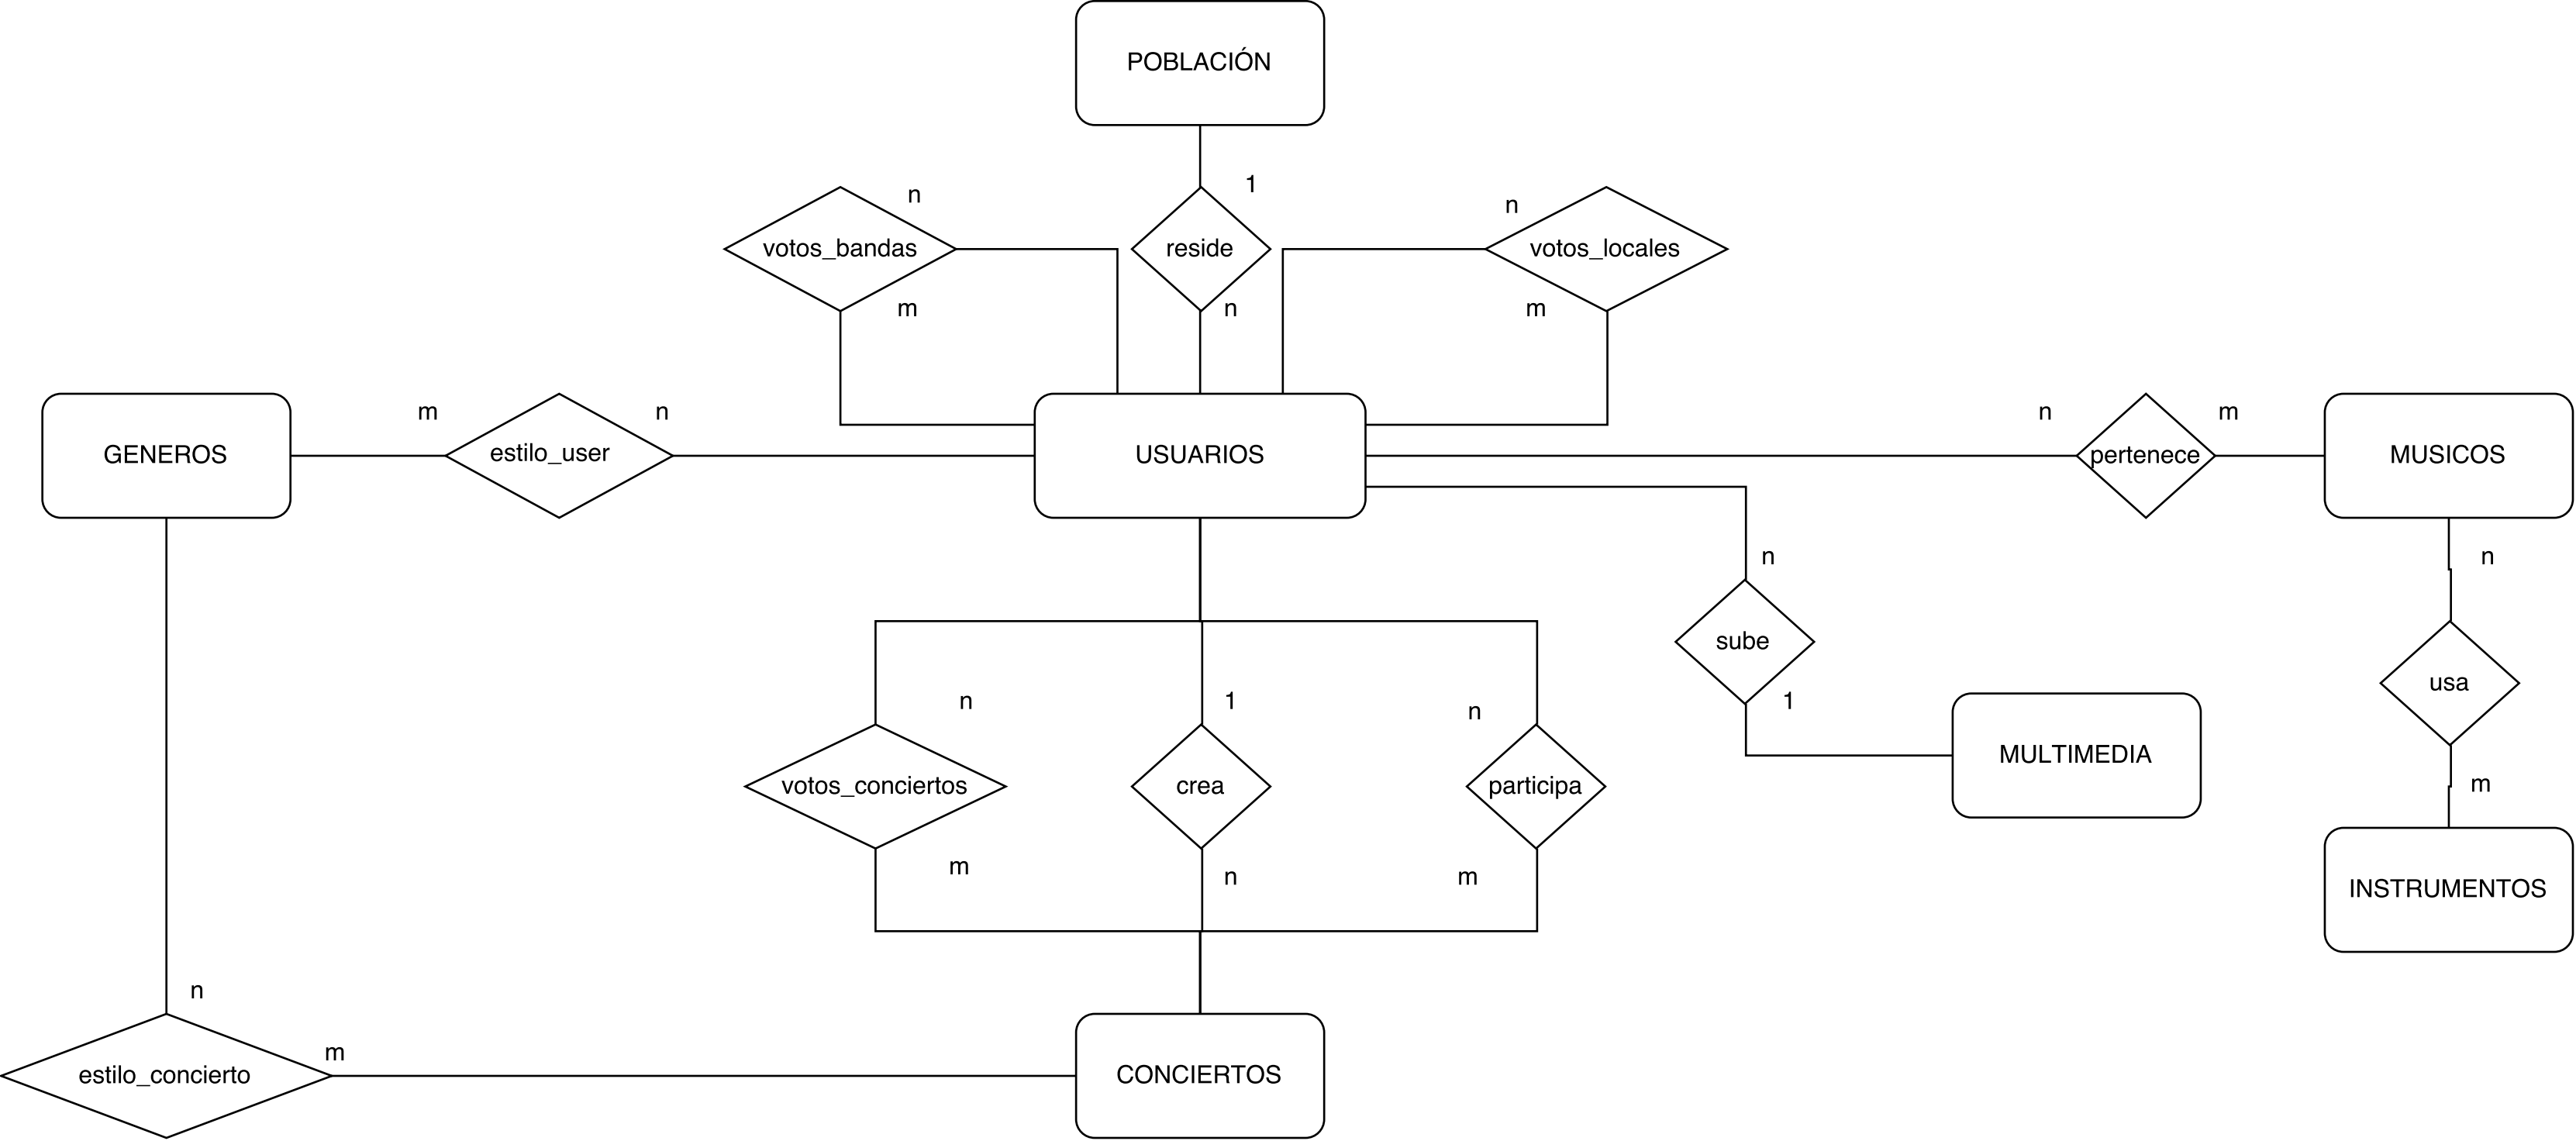 POBLACIÓN
1
n
n
votos_bandas
reside
votos_locales
m
n
m
m
n
n
m
GENEROS
estilo_user
USUARIOS
pertenece
MUSICOS
n
n
sube
usa
n
1
n
1
MULTIMEDIA
votos_conciertos
crea
participa
m
m
n
m
INSTRUMENTOS
n
m
estilo_concierto
CONCIERTOS